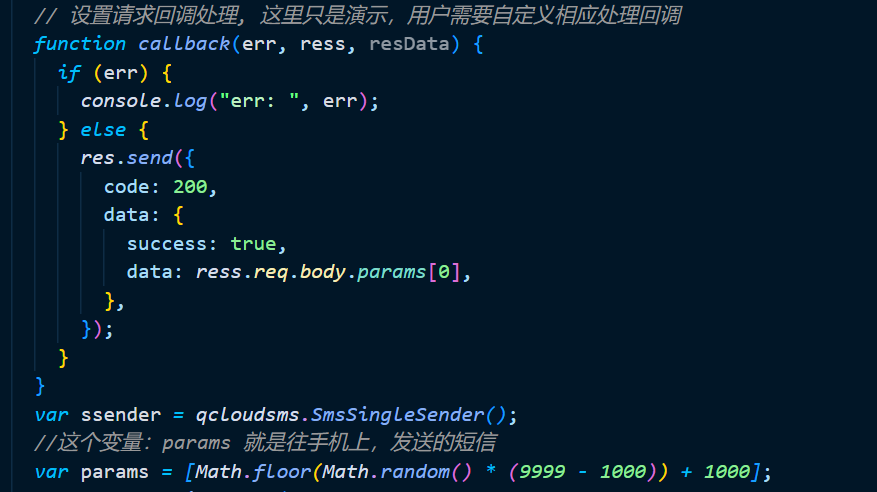 // 设置请求回调处理, 这里只是演示，用户需要自定义相应处理回调
function callback(err, ress, resData) {
  if (err) {
    console.log("err: ", err);
  } else {
    res.send({
      code: 200,
      data: {
        success: true,
        data: ress.req.body.params[0],
      },
    });
  }
}
var ssender = qcloudsms.SmsSingleSender();
//这个变量：params 就是往手机上，发送的短信
var params = [Math.floor(Math.random() * (9999 - 1000)) + 1000];